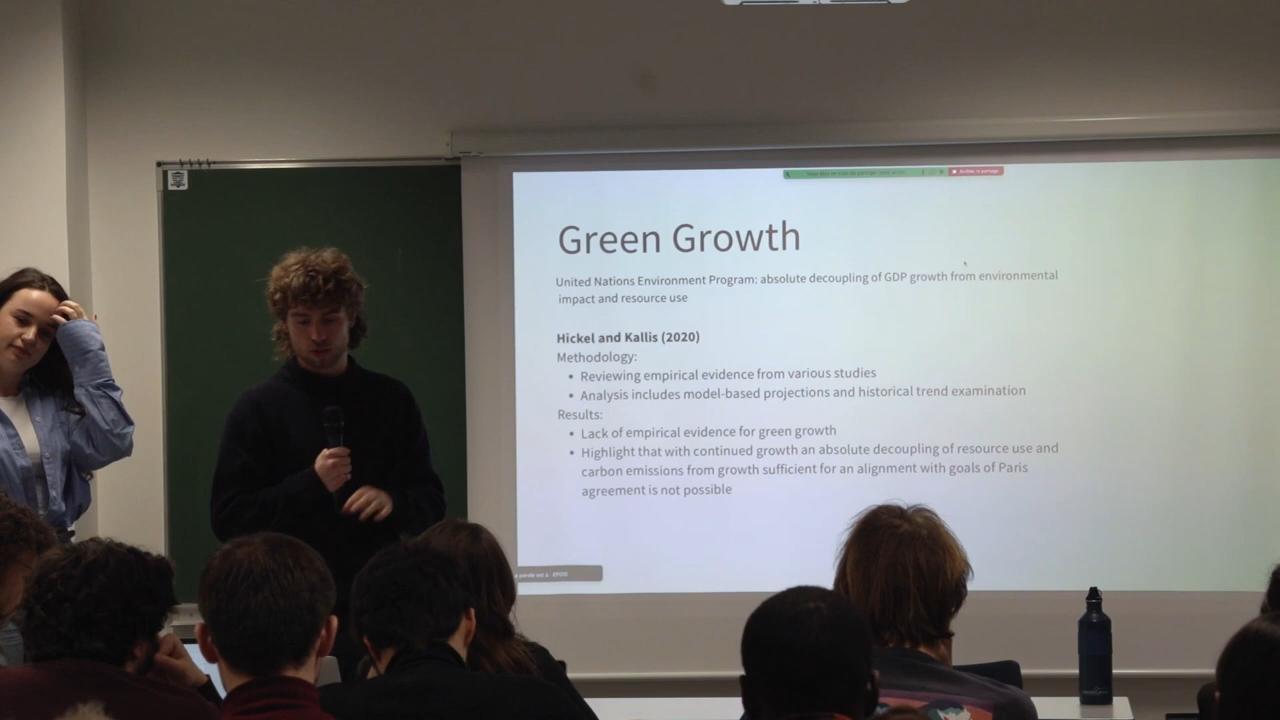 Green Growth
United Nations Environment Program: absolute decoupling of GDP growth from environmental
impact and resource use
Hickel and Kallis (2020)
Methodology:
• Reviewing empirical evidence from various studies
• Analysis includes model-based projections and historical trend examination
Results:
• Lack of empirical evidence for green growth
• Highlight that with continued growth an absolute decoupling of resource use and
carbon emissions from growth sufficient for an alignment with goals of Paris
agreement is not possible